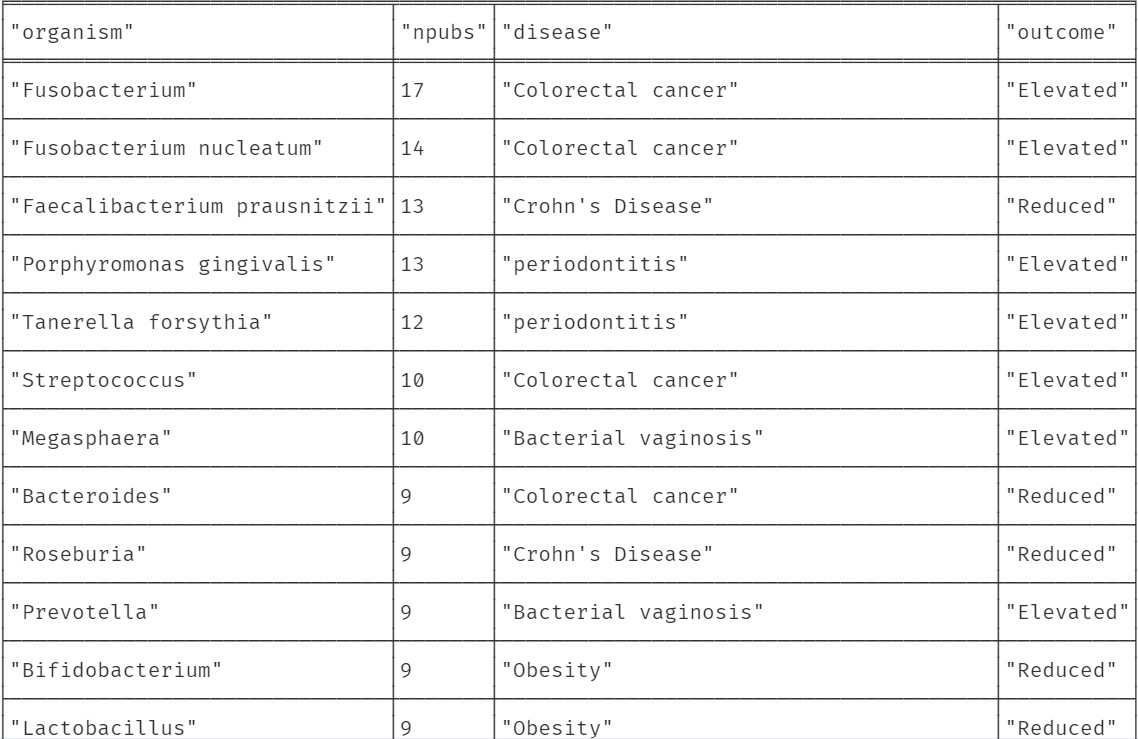 "organism" "npubs" "disease" "outcome"
"Fusobacterium" 17 "Colorectal cancer" "Elevated"
"Fusobacterium nucleatum" 14 "Colorectal cancer" "Elevated"
"Faecalibacterium prausnitzii" 13 "Crohn's Disease" "Reduced"
"Porphyromonas gingivalis" 13 "periodontitis" "Elevated"
"Tanerella forsythia" 12 "periodontitis" "Elevated"
"Streptococcus" 10 "Colorectal cancer" "Elevated"
"Megasphaera" 10 "Bacterial vaginosis" "Elevated"
"Bacteroides" 9 "Colorectal cancer" "Reduced"
"Roseburia" 9 "Crohn's Disease" "Reduced"
"Prevotella" 9 "Bacterial vaginosis" "Elevated"
"Bifidobacterium" 9 "Obesity" "Reduced"
"Lactobacillus" 9 "Obesity" "Reduced"